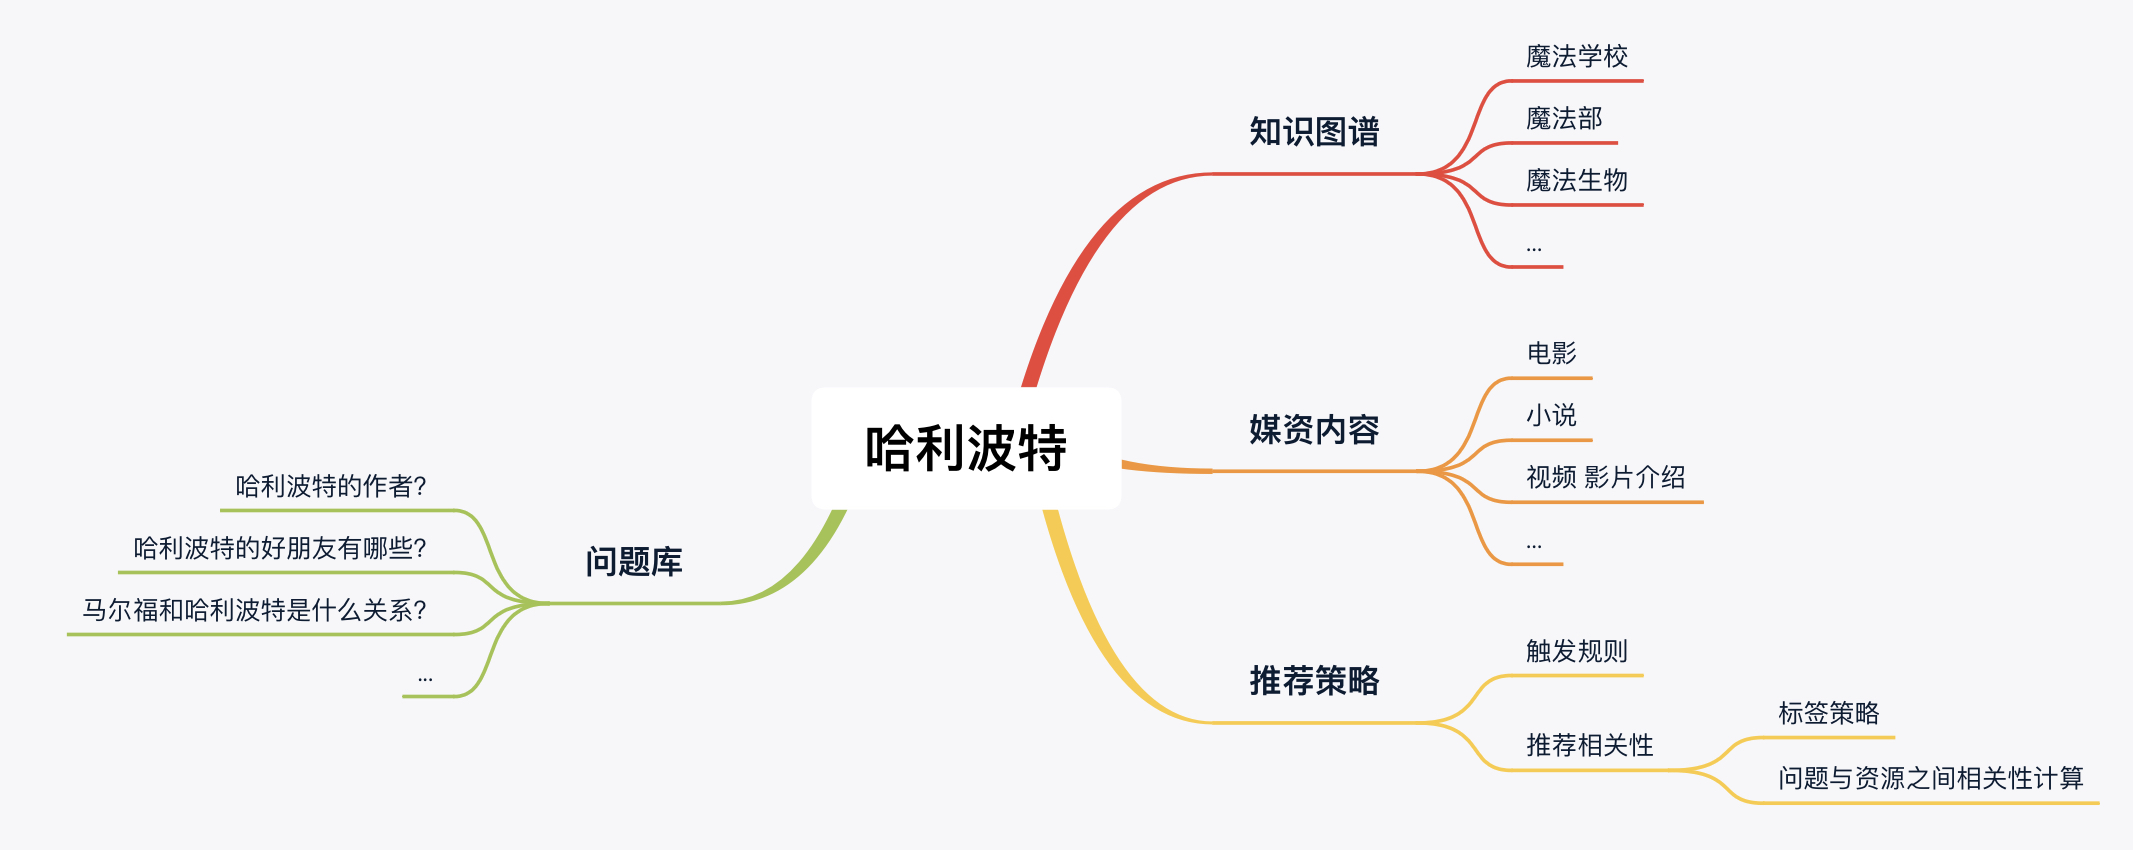 哈利波特
知识图谱
魔法学校
魔法部
魔法生物
...
媒资内容
电影
小说
视频 影片介绍
...
推荐策略
触发规则
推荐相关性
标签策略
问题与资源之间相关性计算
问题库
哈利波特的作者?
哈利波特的好朋友有哪些?
马尔福和哈利波特是什么关系?
...